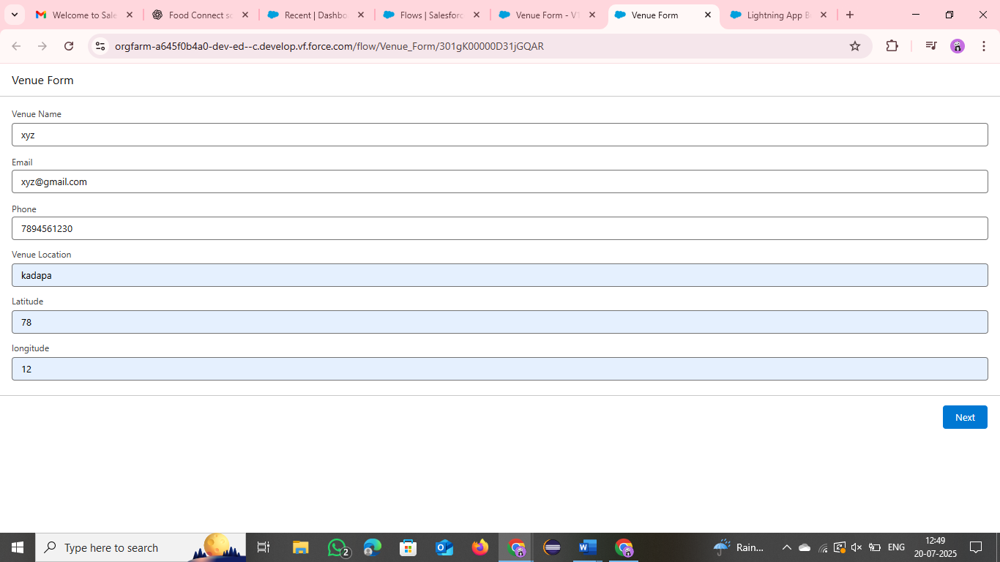 Welcome to Sale
Food Connect sc
Recent | Dashbo
Flows | Salesforc
Venue Form - V1
Venue Form
Lightning App B
orgfarm-a645f0b4a0-dev-ed--c.develop.vf.force.com/flow/Venue_Form/301gK00000D31jGQAR
Venue Form
Venue Name
xyz
Email
xyz@gmail.com
Phone
7894561230
Venue Location
kadapa
Latitude
78
longitude
12
Next
Type here to search
2
Rain...
ENG
12:49
20-07-2025